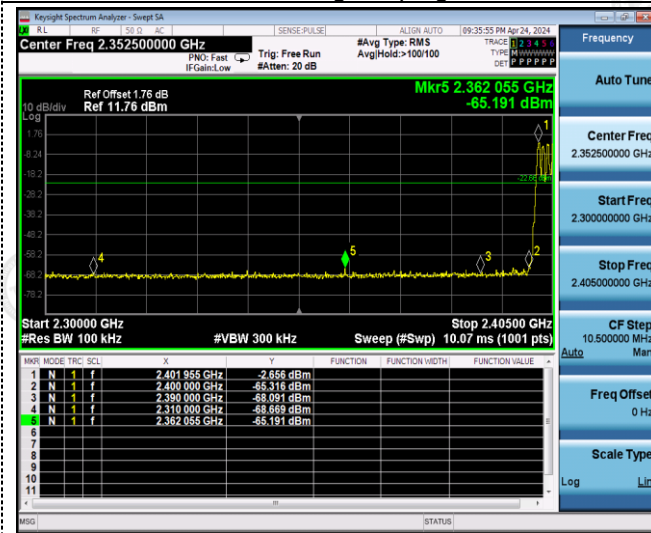 Keysight Spectrum Analyzer - Swept SA
RL RF 50 Ω AC SENSE:PULSE ALIGN AUTO 09:35:55 PM Apr 24, 2024
Center Freq 2.352500000 GHz
PNO: Fast
IFGain:Low
Trig: Free Run
#Atten: 20 dB
#Avg Type: RMS
Avg|Hold:>100/100
TRACE 1 2 3 4 5 6
TYPE M WWWWW
DET P P P P P P
Ref Offset 1.76 dB
10 dB/div Ref 11.76 dBm
Log
Mkr5 2.362 055 GHz
-65.191 dBm
1.76
-8.24
-18.2
-28.2
-38.2
-48.2
-58.2
-68.2
-78.2
-22.66 dBm
1
2
3
4
5
Start 2.30000 GHz Stop 2.40500 GHz
#Res BW 100 kHz #VBW 300 kHz Sweep (#Swp) 10.07 ms (1001 pts)
MKR MODE TRC SCL X Y FUNCTION FUNCTION WIDTH FUNCTION VALUE
1 N 1 f 2.401 955 GHz -2.656 dBm
2 N 1 f 2.400 000 GHz -65.316 dBm
3 N 1 f 2.390 000 GHz -68.091 dBm
4 N 1 f 2.310 000 GHz -68.669 dBm
5 N 1 f 2.362 055 GHz -65.191 dBm
6
7
8
9
10
11
MSG STATUS
Frequency
Auto Tune
Center Freq
2.352500000 GHz
Start Freq
2.300000000 GHz
Stop Freq
2.405000000 GHz
CF Step
10.500000 MHz
Auto Man
Freq Offset
0 Hz
Scale Type
Log Lin